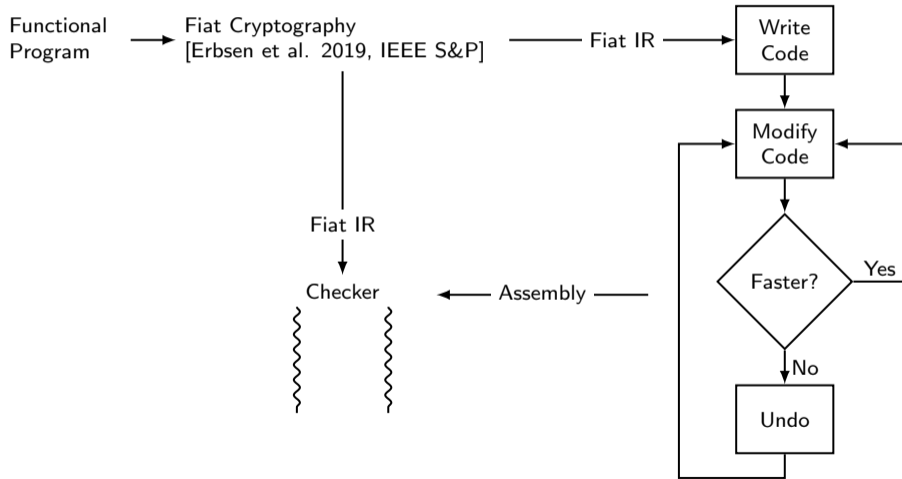 Functional
Program
Fiat Cryptography
[Erbsen et al. 2019, IEEE S&P]
Fiat IR
Write
Code
Modify
Code
Fiat IR
Checker
Assembly
Faster?
Yes
No
Undo